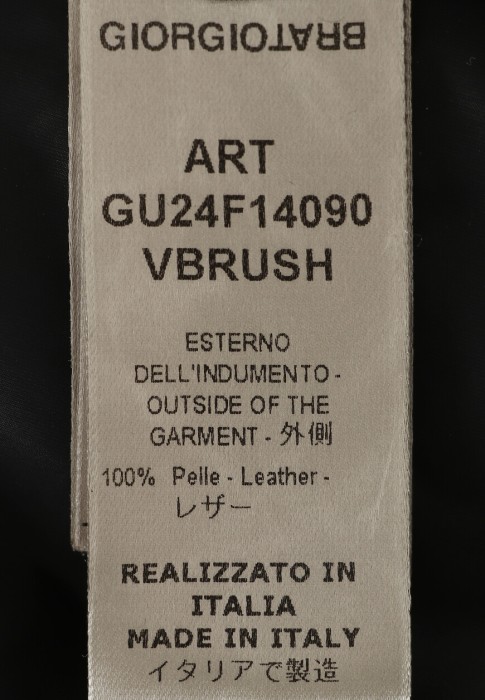 GIORGIOBRATO
ART
GU24F14090
VBRUSH
ESTERNO
DELL'INDUMENTO -
OUTSIDE OF THE
GARMENT - 外側
100% Pelle - Leather -
レザー
REALIZZATO IN
ITALIA
MADE IN ITALY
イタリアで製造